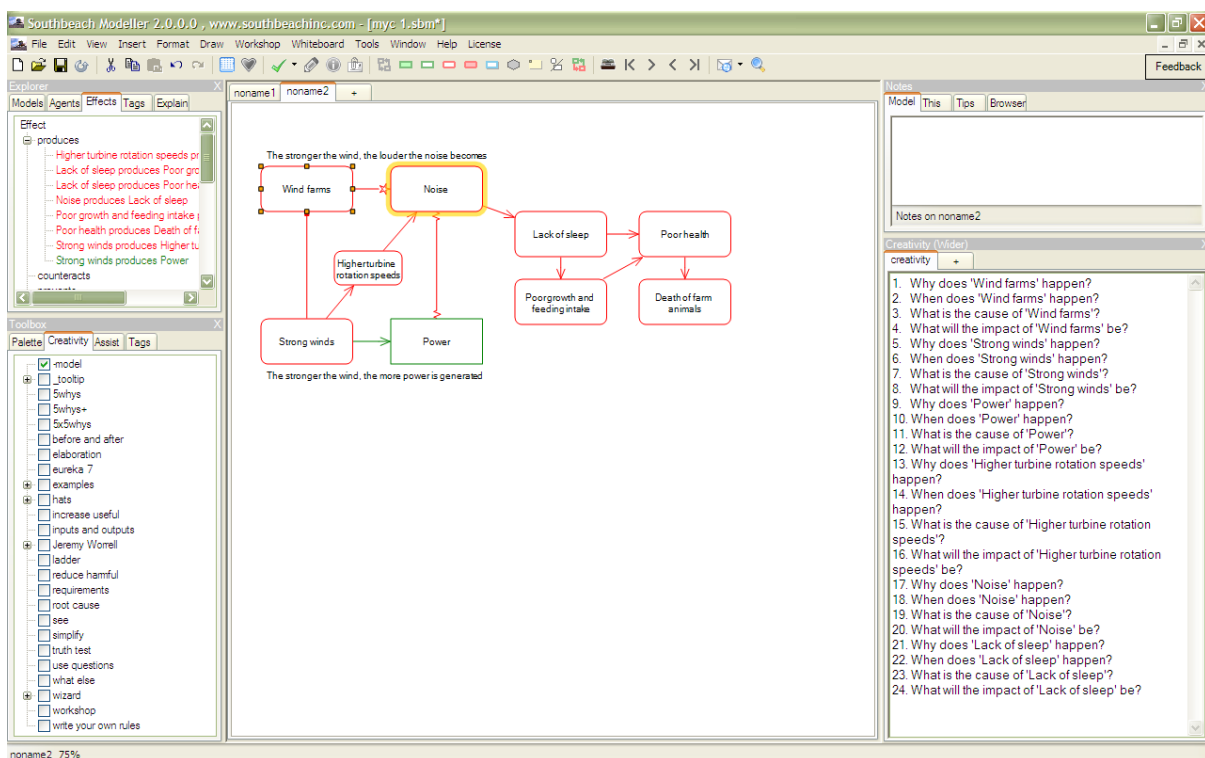 Southbeach Modeller 2.0.0.0 , www.southbeachinc.com - [myc 1.sbm*]
File Edit View Insert Format Draw Workshop Whiteboard Tools Window Help License
Feedback
Explorer X
Models Agents Effects Tags Explain
Effect
produces
Higher turbine rotation speeds pr
Lack of sleep produces Poor gro
Lack of sleep produces Poor hea
Noise produces Lack of sleep
Poor growth and feeding intake p
Poor health produces Death of fa
Strong winds produces Higher tu
Strong winds produces Power
counteracts
Toolbox X
Palette Creativity Assist Tags
-model
_tooltip
5whys
5whys+
5x5whys
before and after
elaboration
eureka 7
examples
hats
increase useful
inputs and outputs
Jeremy Worrell
ladder
reduce harmful
requirements
root cause
see
simplify
truth test
use questions
what else
wizard
workshop
write your own rules
noname1 noname2 +
The stronger the wind, the louder the noise becomes
Wind farms
Noise
Lack of sleep
Poor health
Higher turbine
rotation speeds
Poor growth and
feeding intake
Death of farm
animals
Strong winds
Power
The stronger the wind, the more power is generated
Notes
Model This Tips Browser
Notes on noname2
Creativity (Wider)
creativity +
1. Why does 'Wind farms' happen?
2. When does 'Wind farms' happen?
3. What is the cause of 'Wind farms'?
4. What will the impact of 'Wind farms' be?
5. Why does 'Strong winds' happen?
6. When does 'Strong winds' happen?
7. What is the cause of 'Strong winds'?
8. What will the impact of 'Strong winds' be?
9. Why does 'Power' happen?
10. When does 'Power' happen?
11. What is the cause of 'Power'?
12. What will the impact of 'Power' be?
13. Why does 'Higher turbine rotation speeds'
happen?
14. When does 'Higher turbine rotation speeds'
happen?
15. What is the cause of 'Higher turbine rotation
speeds'?
16. What will the impact of 'Higher turbine rotation
speeds' be?
17. Why does 'Noise' happen?
18. When does 'Noise' happen?
19. What is the cause of 'Noise'?
20. What will the impact of 'Noise' be?
21. Why does 'Lack of sleep' happen?
22. When does 'Lack of sleep' happen?
23. What is the cause of 'Lack of sleep'?
24. What will the impact of 'Lack of sleep' be?
noname2 75%